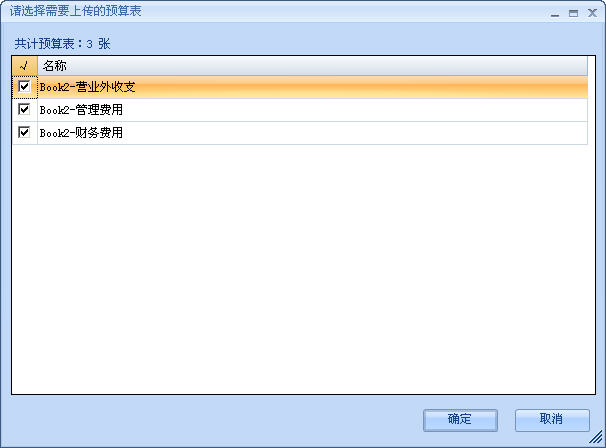 请选择需要上传的预算表
共计预算表：3 张
√ 名称
Book2-营业外收支
Book2-管理费用
Book2-财务费用
确定 取消